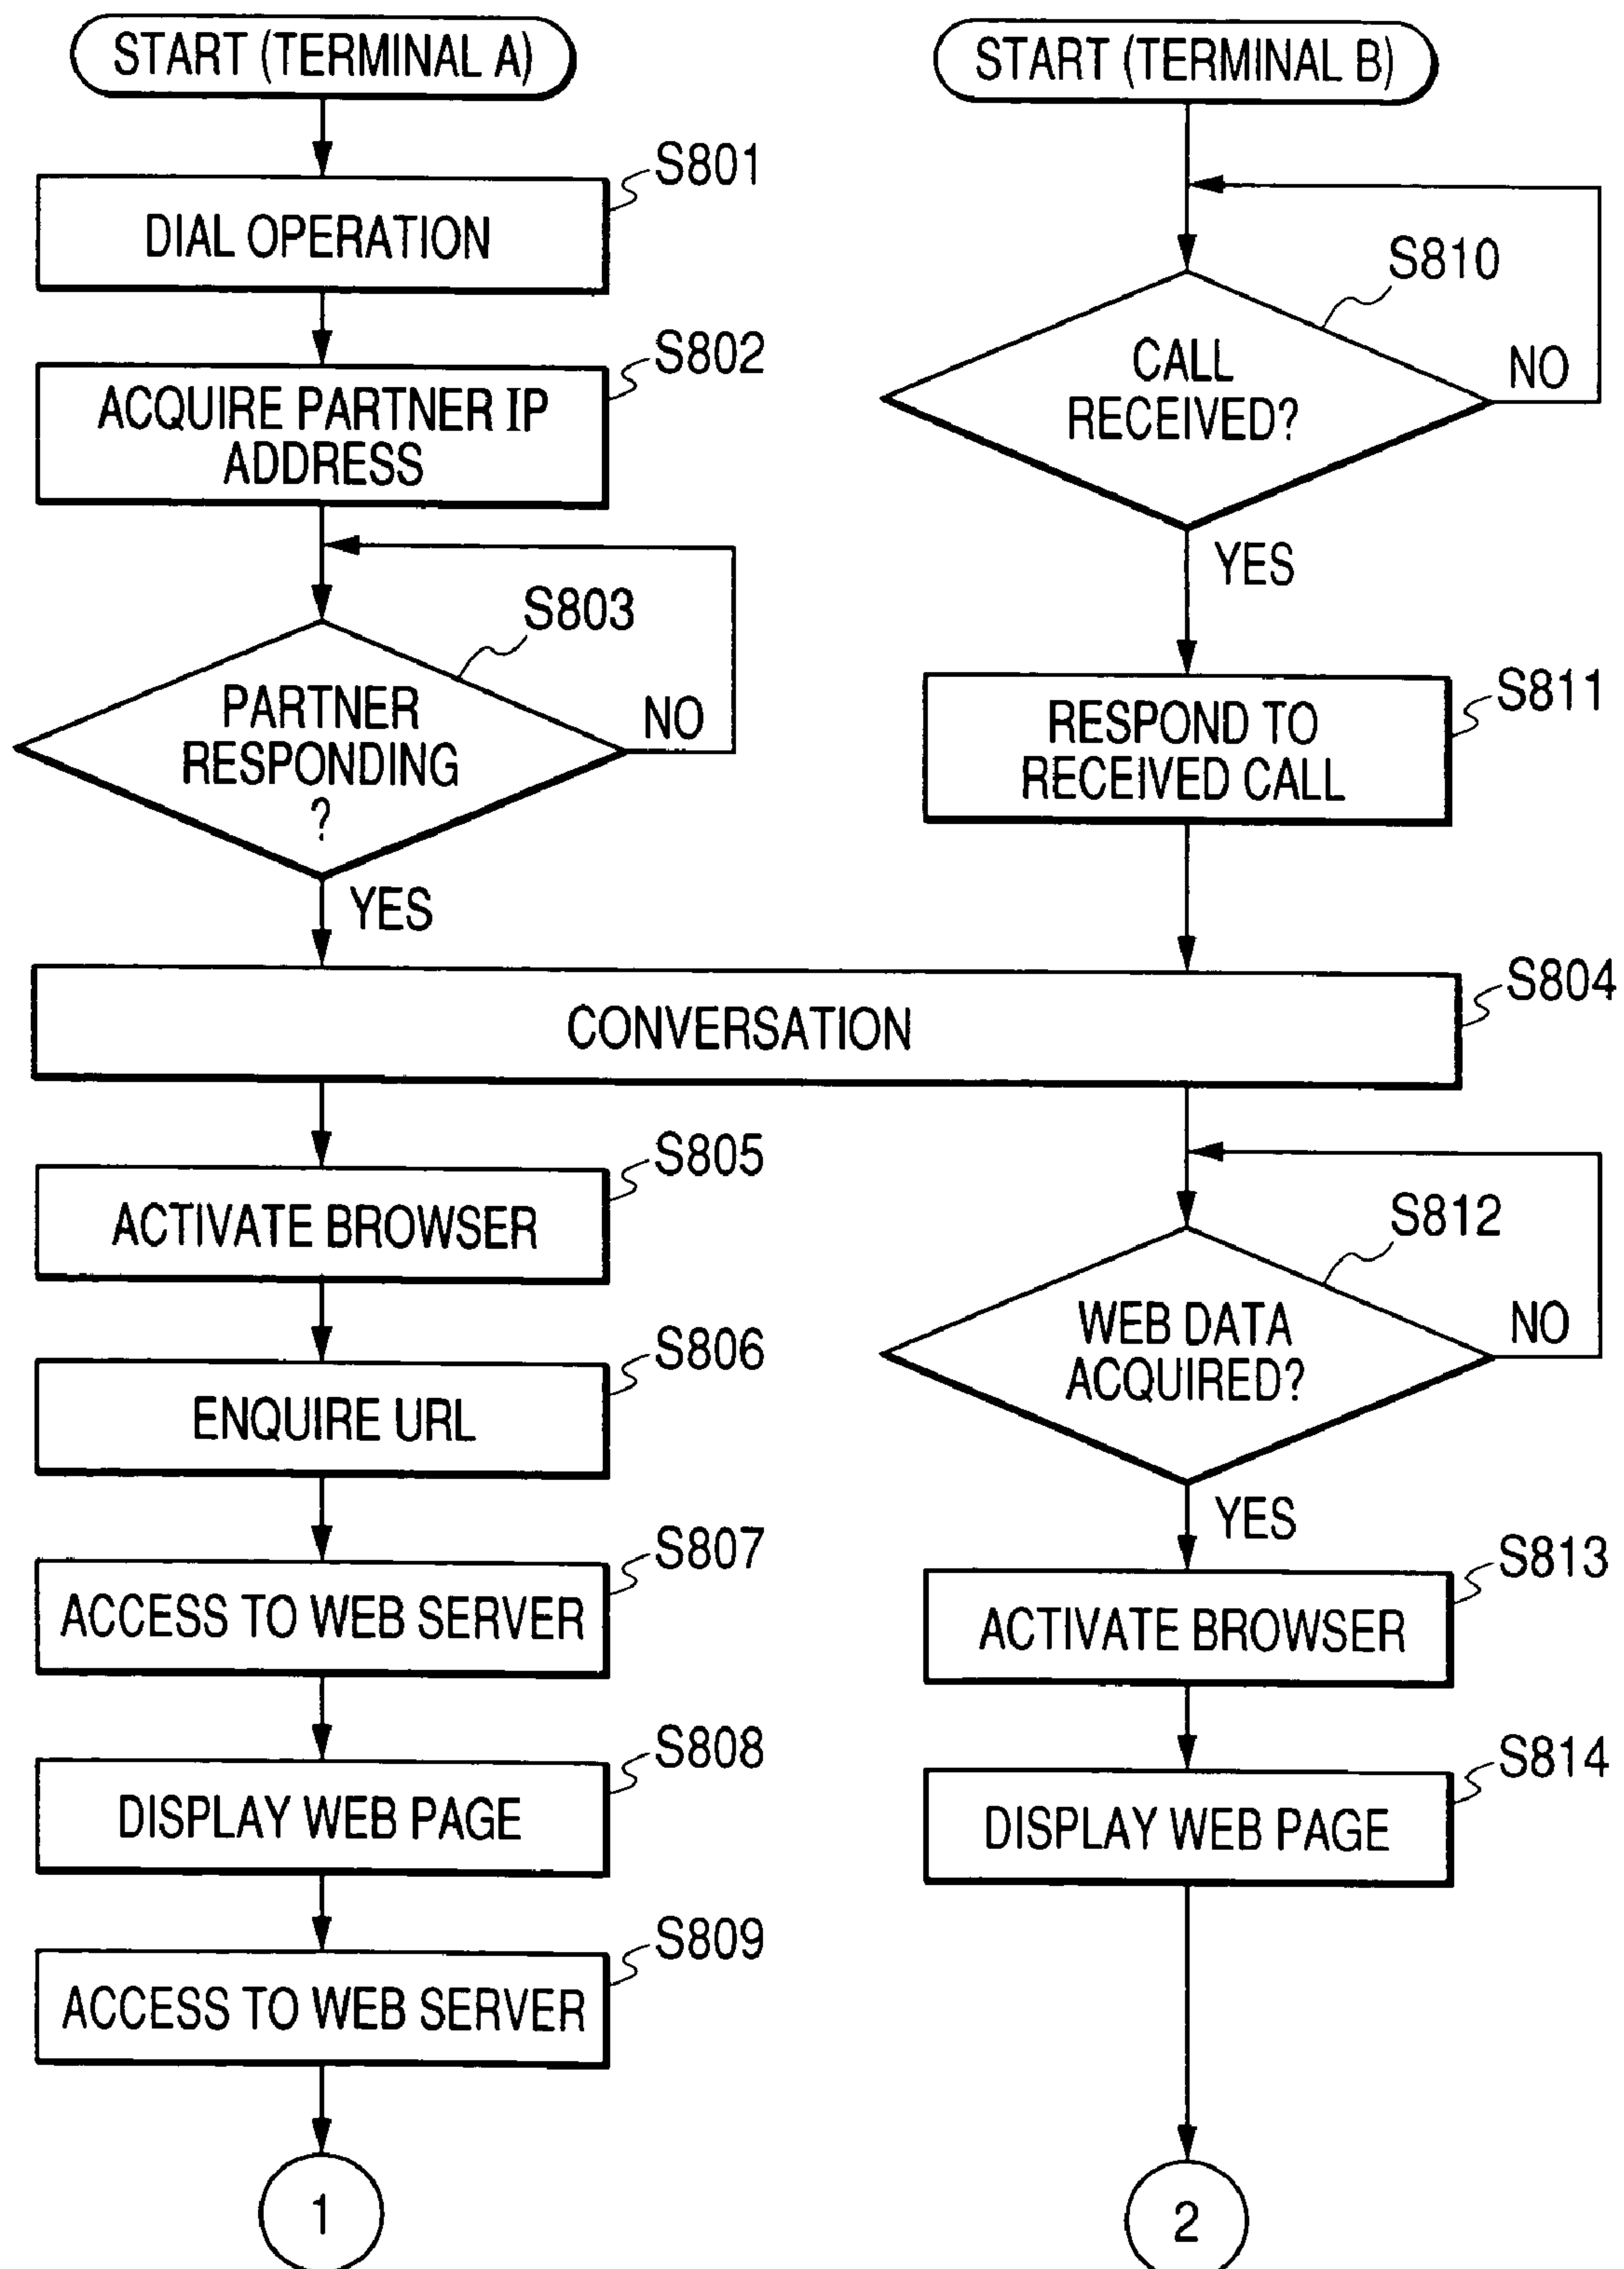 START (TERMINAL A)
S801
DIAL OPERATION
S802
ACQUIRE PARTNER IP
ADDRESS
S803
PARTNER
RESPONDING
?
NO
YES
START (TERMINAL B)
S810
CALL
RECEIVED?
NO
YES
S811
RESPOND TO
RECEIVED CALL
S804
CONVERSATION
S805
ACTIVATE BROWSER
S806
ENQUIRE URL
S807
ACCESS TO WEB SERVER
S808
DISPLAY WEB PAGE
S809
ACCESS TO WEB SERVER
1
S812
WEB DATA
ACQUIRED?
NO
YES
S813
ACTIVATE BROWSER
S814
DISPLAY WEB PAGE
2